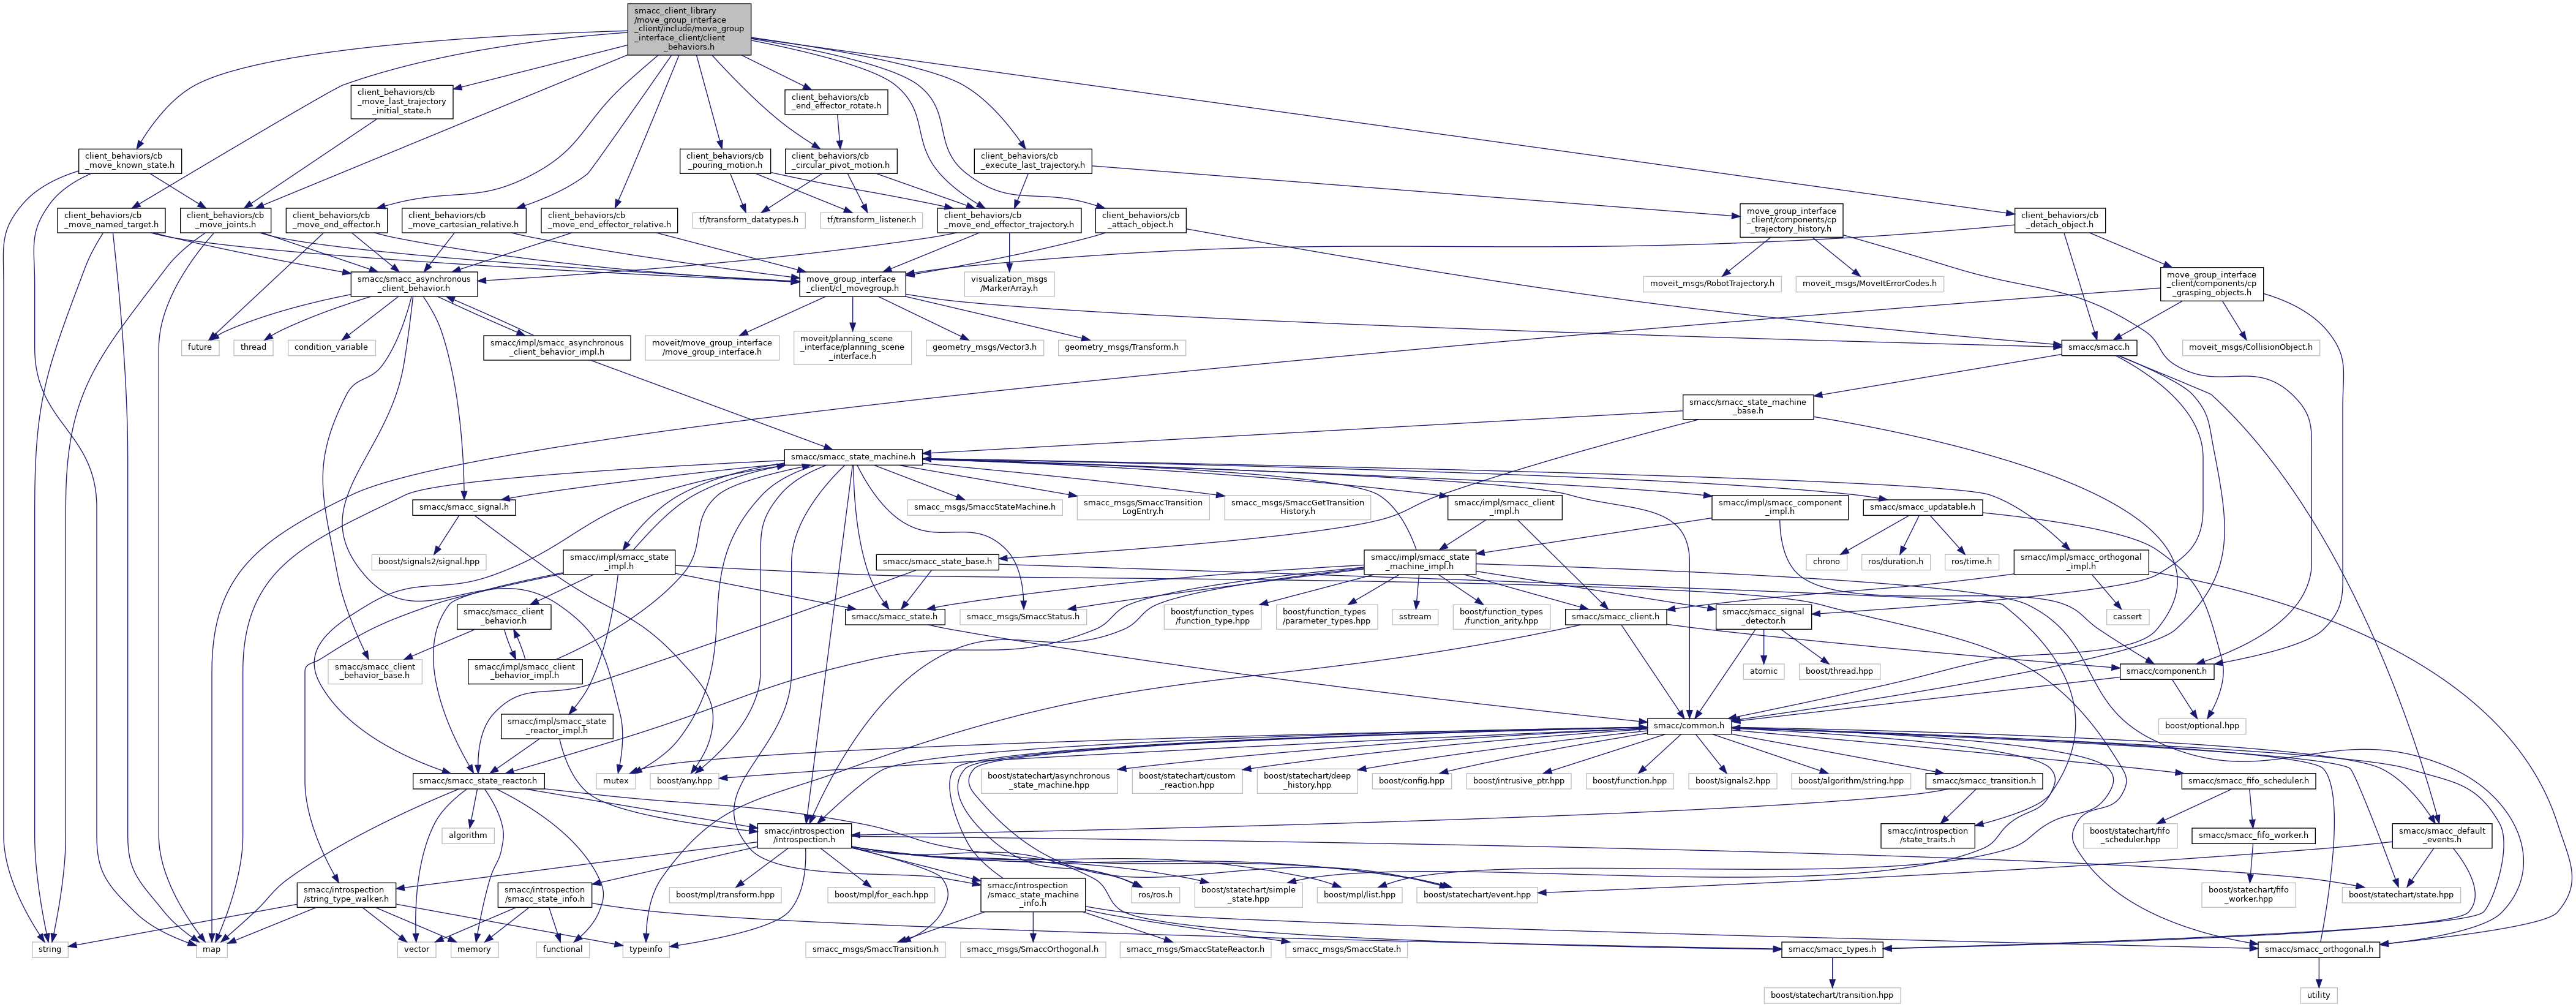 smacc_client_library
/move_group_interface
_client/include/move_group
_interface_client/client
_behaviors.h
client_behaviors/cb
_move_last_trajectory
_initial_state.h
client_behaviors/cb
_end_effector_rotate.h
client_behaviors/cb
_move_known_state.h
client_behaviors/cb
_pouring_motion.h
client_behaviors/cb
_circular_pivot_motion.h
client_behaviors/cb
_execute_last_trajectory.h
client_behaviors/cb
_move_named_target.h
client_behaviors/cb
_move_joints.h
client_behaviors/cb
_move_end_effector.h
client_behaviors/cb
_move_cartesian_relative.h
client_behaviors/cb
_move_end_effector_relative.h
tf/transform_datatypes.h
tf/transform_listener.h
client_behaviors/cb
_move_end_effector_trajectory.h
client_behaviors/cb
_attach_object.h
move_group_interface
_client/components/cp
_trajectory_history.h
client_behaviors/cb
_detach_object.h
smacc/smacc_asynchronous
_client_behavior.h
move_group_interface
_client/cl_movegroup.h
visualization_msgs
/MarkerArray.h
moveit_msgs/RobotTrajectory.h
moveit_msgs/MoveItErrorCodes.h
move_group_interface
_client/components/cp
_grasping_objects.h
future
thread
condition_variable
smacc/impl/smacc_asynchronous
_client_behavior_impl.h
moveit/move_group_interface
/move_group_interface.h
moveit/planning_scene
_interface/planning_scene
_interface.h
geometry_msgs/Vector3.h
geometry_msgs/Transform.h
smacc/smacc.h
moveit_msgs/CollisionObject.h
smacc/smacc_state_machine
_base.h
smacc/smacc_state_machine.h
smacc/smacc_signal.h
smacc_msgs/SmaccStateMachine.h
smacc_msgs/SmaccTransition
LogEntry.h
smacc_msgs/SmaccGetTransition
History.h
smacc/impl/smacc_client
_impl.h
smacc/impl/smacc_component
_impl.h
smacc/smacc_updatable.h
boost/signals2/signal.hpp
smacc/impl/smacc_state
_impl.h
smacc/smacc_state_base.h
smacc/impl/smacc_state
_machine_impl.h
chrono
ros/duration.h
ros/time.h
smacc/impl/smacc_orthogonal
_impl.h
smacc/smacc_client
_behavior.h
smacc/smacc_state.h
smacc_msgs/SmaccStatus.h
boost/function_types
/function_type.hpp
boost/function_types
/parameter_types.hpp
sstream
boost/function_types
/function_arity.hpp
smacc/smacc_client.h
smacc/smacc_signal
_detector.h
cassert
smacc/smacc_client
_behavior_base.h
smacc/impl/smacc_client
_behavior_impl.h
atomic
boost/thread.hpp
smacc/component.h
smacc/impl/smacc_state
_reactor_impl.h
smacc/common.h
boost/optional.hpp
smacc/smacc_state_reactor.h
mutex
boost/any.hpp
boost/statechart/asynchronous
_state_machine.hpp
boost/statechart/custom
_reaction.hpp
boost/statechart/deep
_history.hpp
boost/config.hpp
boost/intrusive_ptr.hpp
boost/function.hpp
boost/signals2.hpp
boost/algorithm/string.hpp
smacc/smacc_transition.h
smacc/smacc_fifo_scheduler.h
algorithm
smacc/introspection
/introspection.h
smacc/introspection
/state_traits.h
boost/statechart/fifo
_scheduler.hpp
smacc/smacc_fifo_worker.h
smacc/smacc_default
_events.h
smacc/introspection
/string_type_walker.h
smacc/introspection
/smacc_state_info.h
boost/mpl/transform.hpp
boost/mpl/for_each.hpp
smacc/introspection
/smacc_state_machine
_info.h
ros/ros.h
boost/statechart/simple
_state.hpp
boost/mpl/list.hpp
boost/statechart/event.hpp
boost/statechart/fifo
_worker.hpp
boost/statechart/state.hpp
string
map
vector
memory
functional
typeinfo
smacc_msgs/SmaccTransition.h
smacc_msgs/SmaccOrthogonal.h
smacc_msgs/SmaccStateReactor.h
smacc_msgs/SmaccState.h
smacc/smacc_types.h
smacc/smacc_orthogonal.h
boost/statechart/transition.hpp
utility